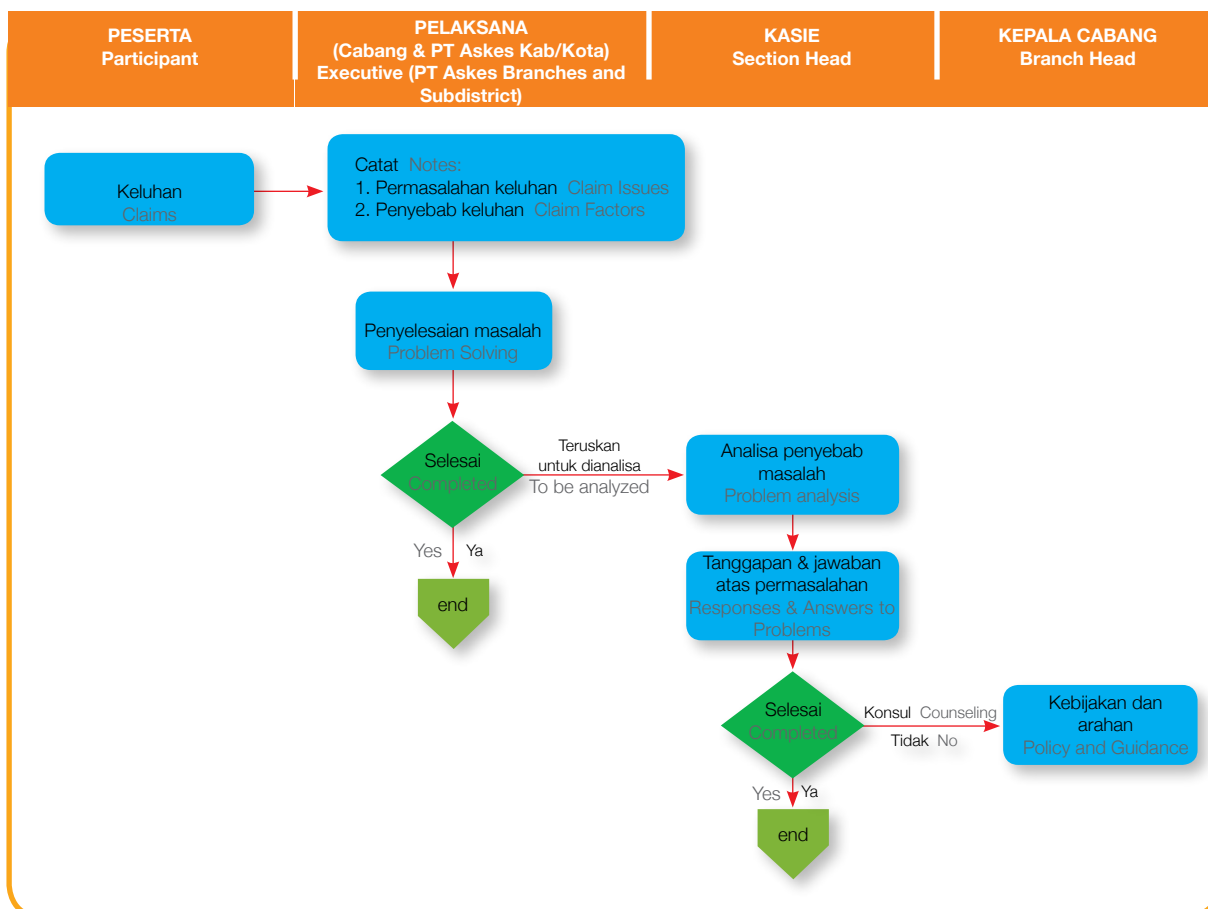 PESERTA
Participant
PELAKSANA
(Cabang & PT Askes Kab/Kota)
Executive (PT Askes Branches and
Subdistrict)
KASIE
Section Head
KEPALA CABANG
Branch Head
Keluhan
Claims
Catat Notes:
1. Permasalahan keluhan Claim Issues
2. Penyebab keluhan Claim Factors
Penyelesaian masalah
Problem Solving
Selesai
Completed
Teruskan
untuk dianalisa
To be analyzed
Yes Ya
end
Analisa penyebab
masalah
Problem analysis
Tanggapan & jawaban
atas permasalahan
Responses & Answers to
Problems
Selesai
Completed
Konsul Counseling
Tidak No
Yes Ya
end
Kebijakan dan
arahan
Policy and Guidance